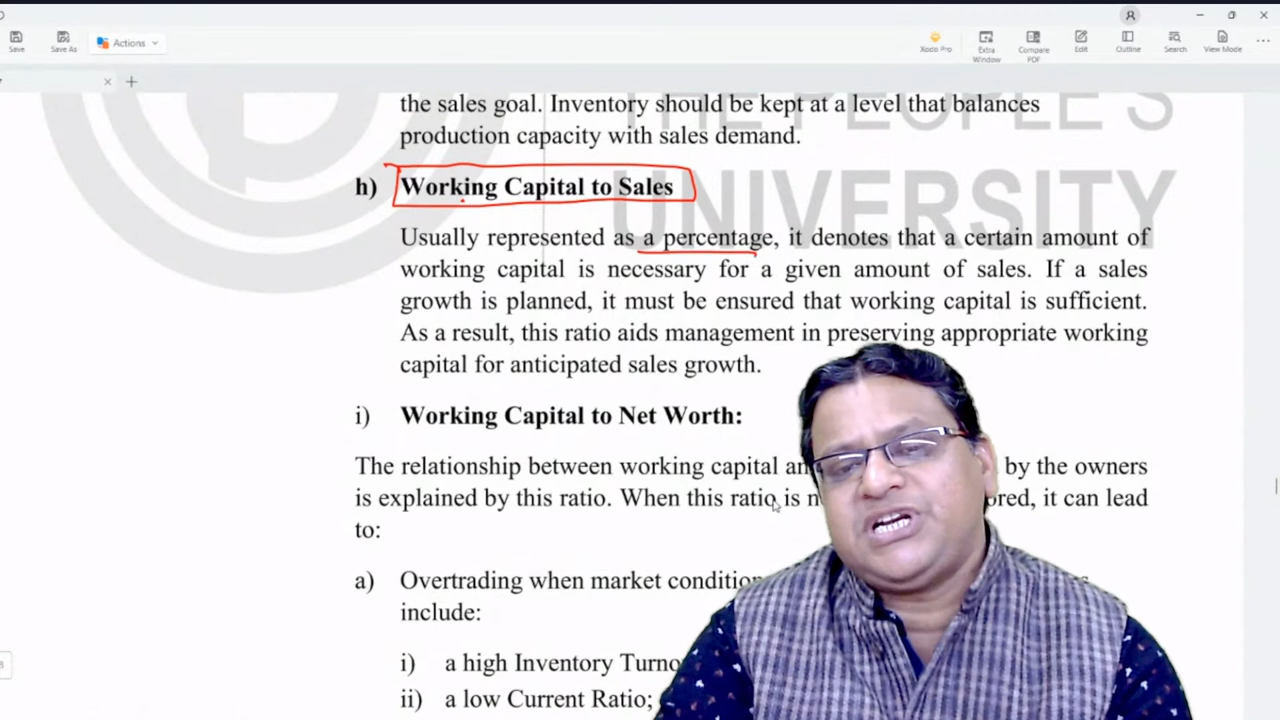 Save
Save As
Actions
Xodo Pro
Extra Window
Compare PDF
Edit
Outline
Search
View Mode
the sales goal. Inventory should be kept at a level that balances
production capacity with sales demand.
THE PEOPLE'S
UNIVERSITY
h) Working Capital to Sales
Usually represented as a percentage, it denotes that a certain amount of
working capital is necessary for a given amount of sales. If a sales
growth is planned, it must be ensured that working capital is sufficient.
As a result, this ratio aids management in preserving appropriate working
capital for anticipated sales growth.
i) Working Capital to Net Worth:
The relationship between working capital by the owners
is explained by this ratio. When this ratio is it can lead
to:
a) Overtrading when market
include:
i) a high Inventory
ii) a low Current Ratio;